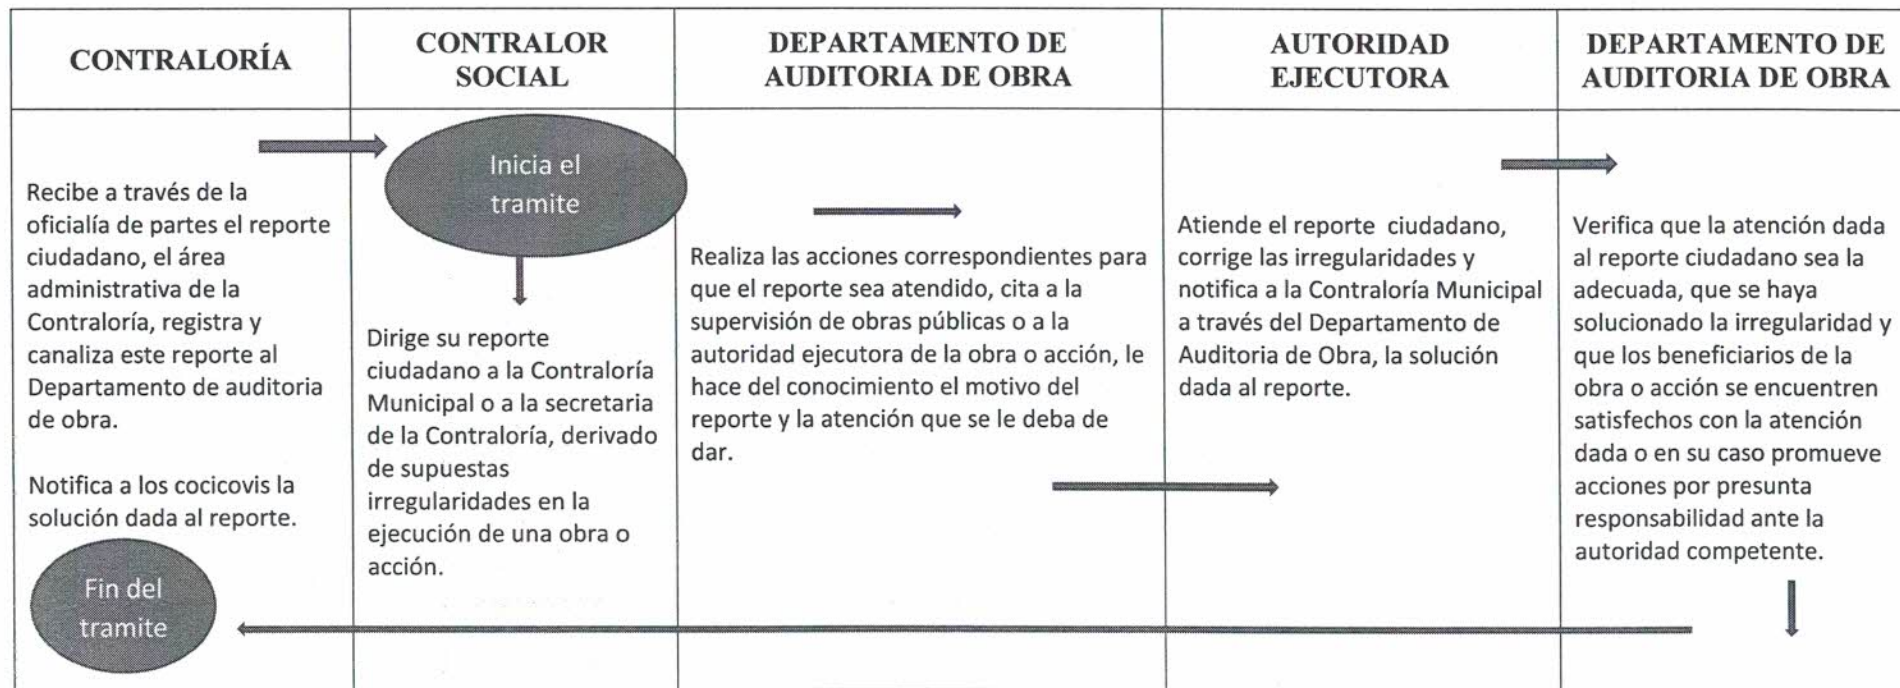 CONTRALORÍA
CONTRALOR
SOCIAL
DEPARTAMENTO DE
AUDITORIA DE OBRA
AUTORIDAD
EJECUTORA
DEPARTAMENTO DE
AUDITORIA DE OBRA
Recibe a través de la
oficialía de partes el reporte
ciudadano, el área
administrativa de la
Contraloría, registra y
canaliza este reporte al
Departamento de auditoria
de obra.
Notifica a los cocicovis la
solución dada al reporte.
Fin del
tramite
Inicia el
tramite
Dirige su reporte
ciudadano a la Contraloría
Municipal o a la secretaria
de la Contraloría, derivado
de supuestas
irregularidades en la
ejecución de una obra o
acción.
Realiza las acciones correspondientes para
que el reporte sea atendido, cita a la
supervisión de obras públicas o a la
autoridad ejecutora de la obra o acción, le
hace del conocimiento el motivo del
reporte y la atención que se le deba de
dar.
Atiende el reporte ciudadano,
corrige las irregularidades y
notifica a la Contraloría Municipal
a través del Departamento de
Auditoria de Obra, la solución
dada al reporte.
Verifica que la atención dada
al reporte ciudadano sea la
adecuada, que se haya
solucionado la irregularidad y
que los beneficiarios de la
obra o acción se encuentren
satisfechos con la atención
dada o en su caso promueve
acciones por presunta
responsabilidad ante la
autoridad competente.